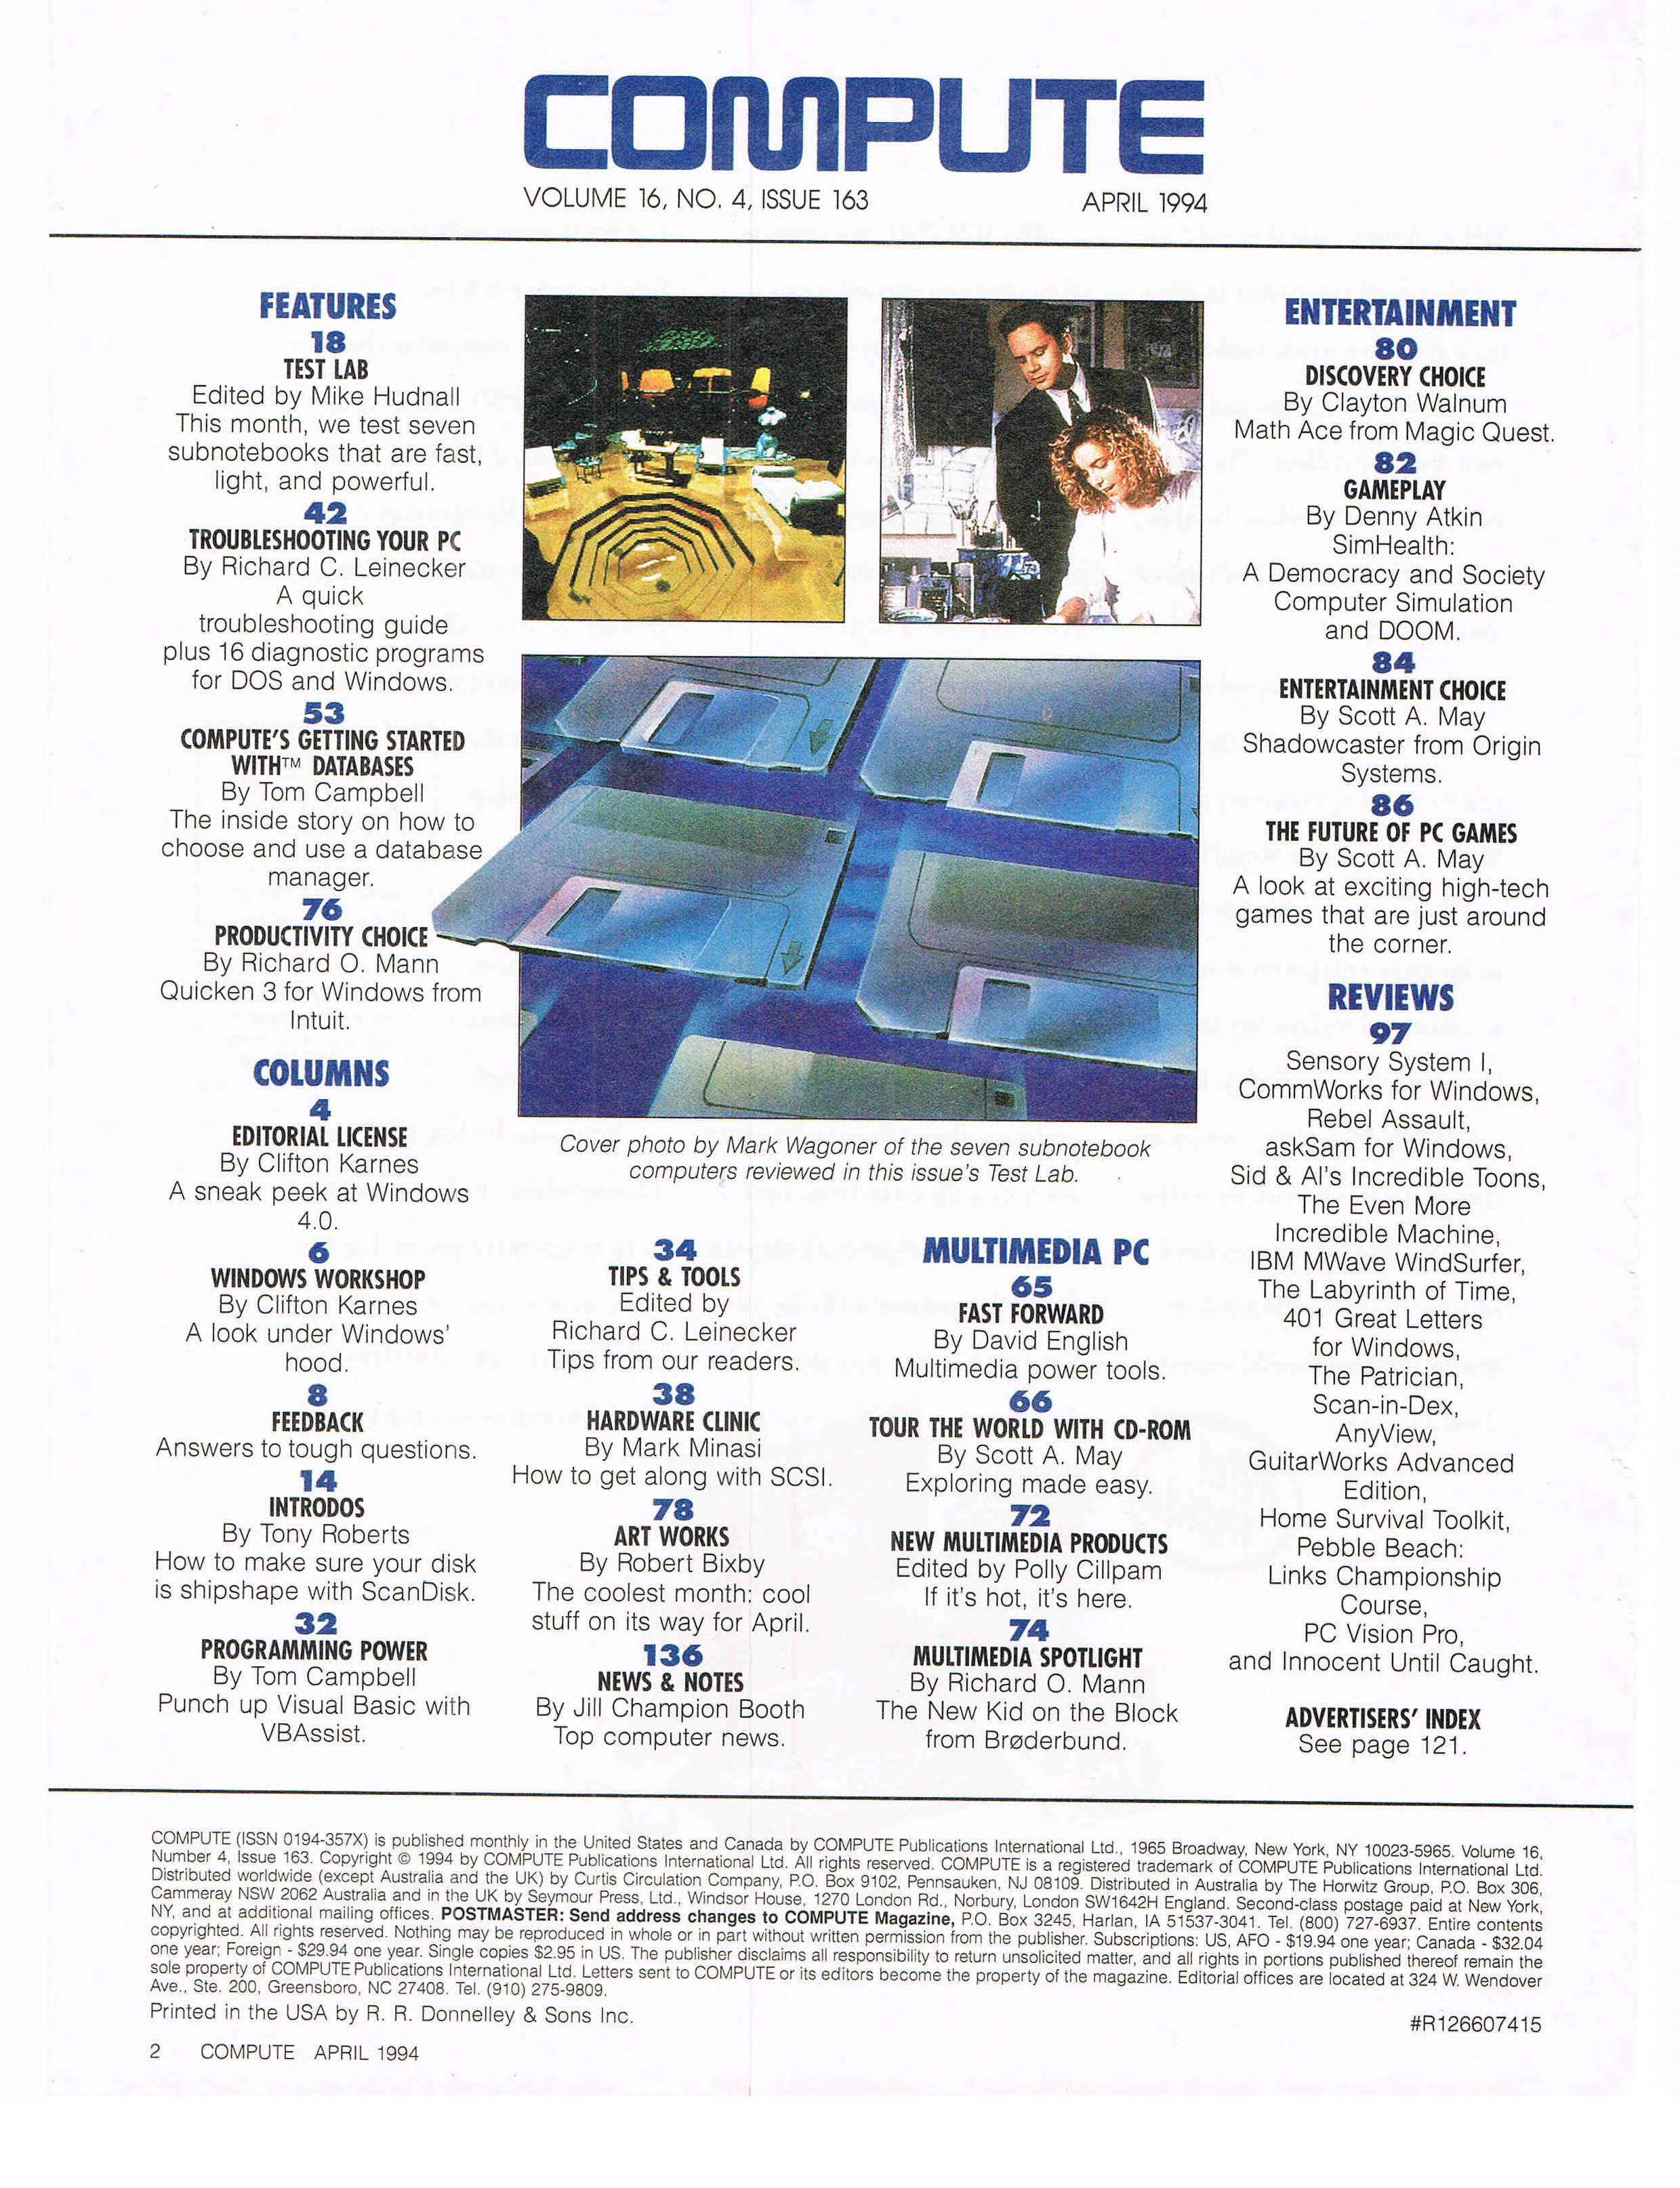 COMPUTE
VOLUME 16, NO. 4, ISSUE 163
APRIL 1994
FEATURES
18
TEST LAB
Edited by Mike Hudnall
This month, we test seven
subnotebooks that are fast,
light, and powerful.
42
TROUBLESHOOTING YOUR PC
By Richard C. Leinecker
A quick
troubleshooting guide
plus 16 diagnostic programs
for DOS and Windows.
53
COMPUTE'S GETTING STARTED
WITH™ DATABASES
By Tom Campbell
The inside story on how to
choose and use a database
manager.
76
PRODUCTIVITY CHOICE
By Richard O. Mann
Quicken 3 for Windows from
Intuit.
COLUMNS
4
EDITORIAL LICENSE
By Clifton Karnes
A sneak peek at Windows
4.0.
6
WINDOWS WORKSHOP
By Clifton Karnes
A look under Windows'
hood.
8
FEEDBACK
Answers to tough questions.
14
INTRODOS
By Tony Roberts
How to make sure your disk
is shipshape with ScanDisk.
32
PROGRAMMING POWER
By Tom Campbell
Punch up Visual Basic with
VBAssist.
Cover photo by Mark Wagoner of the seven subnotebook
computers reviewed in this issue's Test Lab.
34
TIPS & TOOLS
Edited by
Richard C. Leinecker
Tips from our readers.
38
HARDWARE CLINIC
By Mark Minasi
How to get along with SCSI.
78
ART WORKS
By Robert Bixby
The coolest month: cool
stuff on its way for April.
136
NEWS & NOTES
By Jill Champion Booth
Top computer news.
MULTIMEDIA PC
65
FAST FORWARD
By David English
Multimedia power tools.
66
TOUR THE WORLD WITH CD-ROM
By Scott A. May
Exploring made easy.
72
NEW MULTIMEDIA PRODUCTS
Edited by Polly Cillpam
If it's hot, it's here.
74
MULTIMEDIA SPOTLIGHT
By Richard O. Mann
The New Kid on the Block
from Brøderbund.
ENTERTAINMENT
80
DISCOVERY CHOICE
By Clayton Walnum
Math Ace from Magic Quest.
82
GAMEPLAY
By Denny Atkin
SimHealth:
A Democracy and Society
Computer Simulation
and DOOM.
84
ENTERTAINMENT CHOICE
By Scott A. May
Shadowcaster from Origin
Systems.
86
THE FUTURE OF PC GAMES
By Scott A. May
A look at exciting high-tech
games that are just around
the corner.
REVIEWS
97
Sensory System I,
CommWorks for Windows,
Rebel Assault,
askSam for Windows,
Sid & Al's Incredible Toons,
The Even More
Incredible Machine,
IBM MWave WindSurfer,
The Labyrinth of Time,
401 Great Letters
for Windows,
The Patrician,
Scan-in-Dex,
AnyView,
GuitarWorks Advanced
Edition,
Home Survival Toolkit,
Pebble Beach:
Links Championship
Course,
PC Vision Pro,
and Innocent Until Caught.
ADVERTISERS' INDEX
See page 121.
COMPUTE (ISSN 0194-357X) is published monthly in the United States and Canada by COMPUTE Publications International Ltd., 1965 Broadway, New York, NY 10023-5965. Volume 16,
Number 4, Issue 163. Copyright © 1994 by COMPUTE Publications International Ltd. All rights reserved. COMPUTE is a registered trademark of COMPUTE Publications International Ltd.
Distributed worldwide (except Australia and the UK) by Curtis Circulation Company, P.O. Box 9102, Pennsauken, NJ 08109. Distributed in Australia by The Horwitz Group, P.O. Box 306,
Cammeray NSW 2062 Australia and in the UK by Seymour Press, Ltd., Windsor House, 1270 London Rd., Norbury, London SW1642H England. Second-class postage paid at New York,
NY, and at additional mailing offices. POSTMASTER: Send address changes to COMPUTE Magazine, P.O. Box 3245, Harlan, IA 51537-3041. Tel. (800) 727-6937. Entire contents
copyrighted. All rights reserved. Nothing may be reproduced in whole or in part without written permission from the publisher. Subscriptions: US, AFO - $19.94 one year; Canada - $32.04
one year; Foreign - $29.94 one year. Single copies $2.95 in US. The publisher disclaims all responsibility to return unsolicited matter, and all rights in portions published thereof remain the
sole property of COMPUTE Publications International Ltd. Letters sent to COMPUTE or its editors become the property of the magazine. Editorial offices are located at 324 W. Wendover
Ave., Ste. 200, Greensboro, NC 27408. Tel. (910) 275-9809.
Printed in the USA by R. R. Donnelley & Sons Inc.
#R126607415
2 COMPUTE APRIL 1994